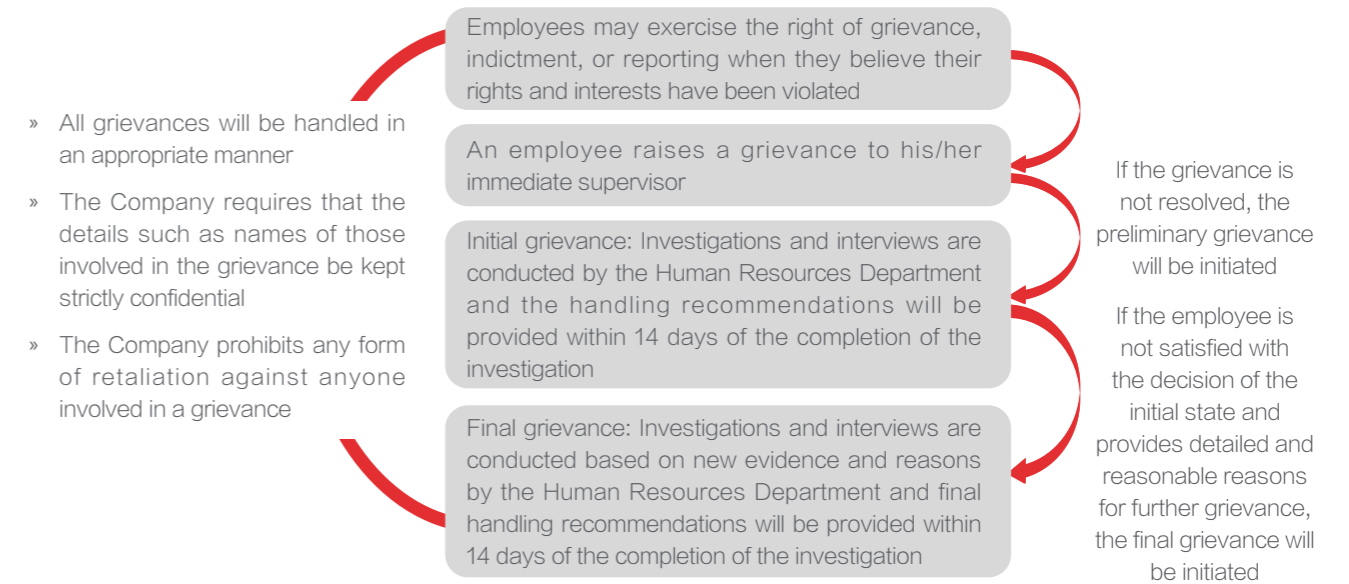 » All grievances will be handled in
an appropriate manner
» The Company requires that the
details such as names of those
involved in the grievance be kept
strictly confidential
» The Company prohibits any form
of retaliation against anyone
involved in a grievance
Employees may exercise the right of grievance,
indictment, or reporting when they believe their
rights and interests have been violated
An employee raises a grievance to his/her
immediate supervisor
Initial grievance: Investigations and interviews are
conducted by the Human Resources Department
and the handling recommendations will be
provided within 14 days of the completion of the
investigation
Final grievance: Investigations and interviews are
conducted based on new evidence and reasons
by the Human Resources Department and final
handling recommendations will be provided within
14 days of the completion of the investigation
If the grievance is
not resolved, the
preliminary grievance
will be initiated
If the employee is
not satisfied with
the decision of the
initial state and
provides detailed and
reasonable reasons
for further grievance,
the final grievance will
be initiated